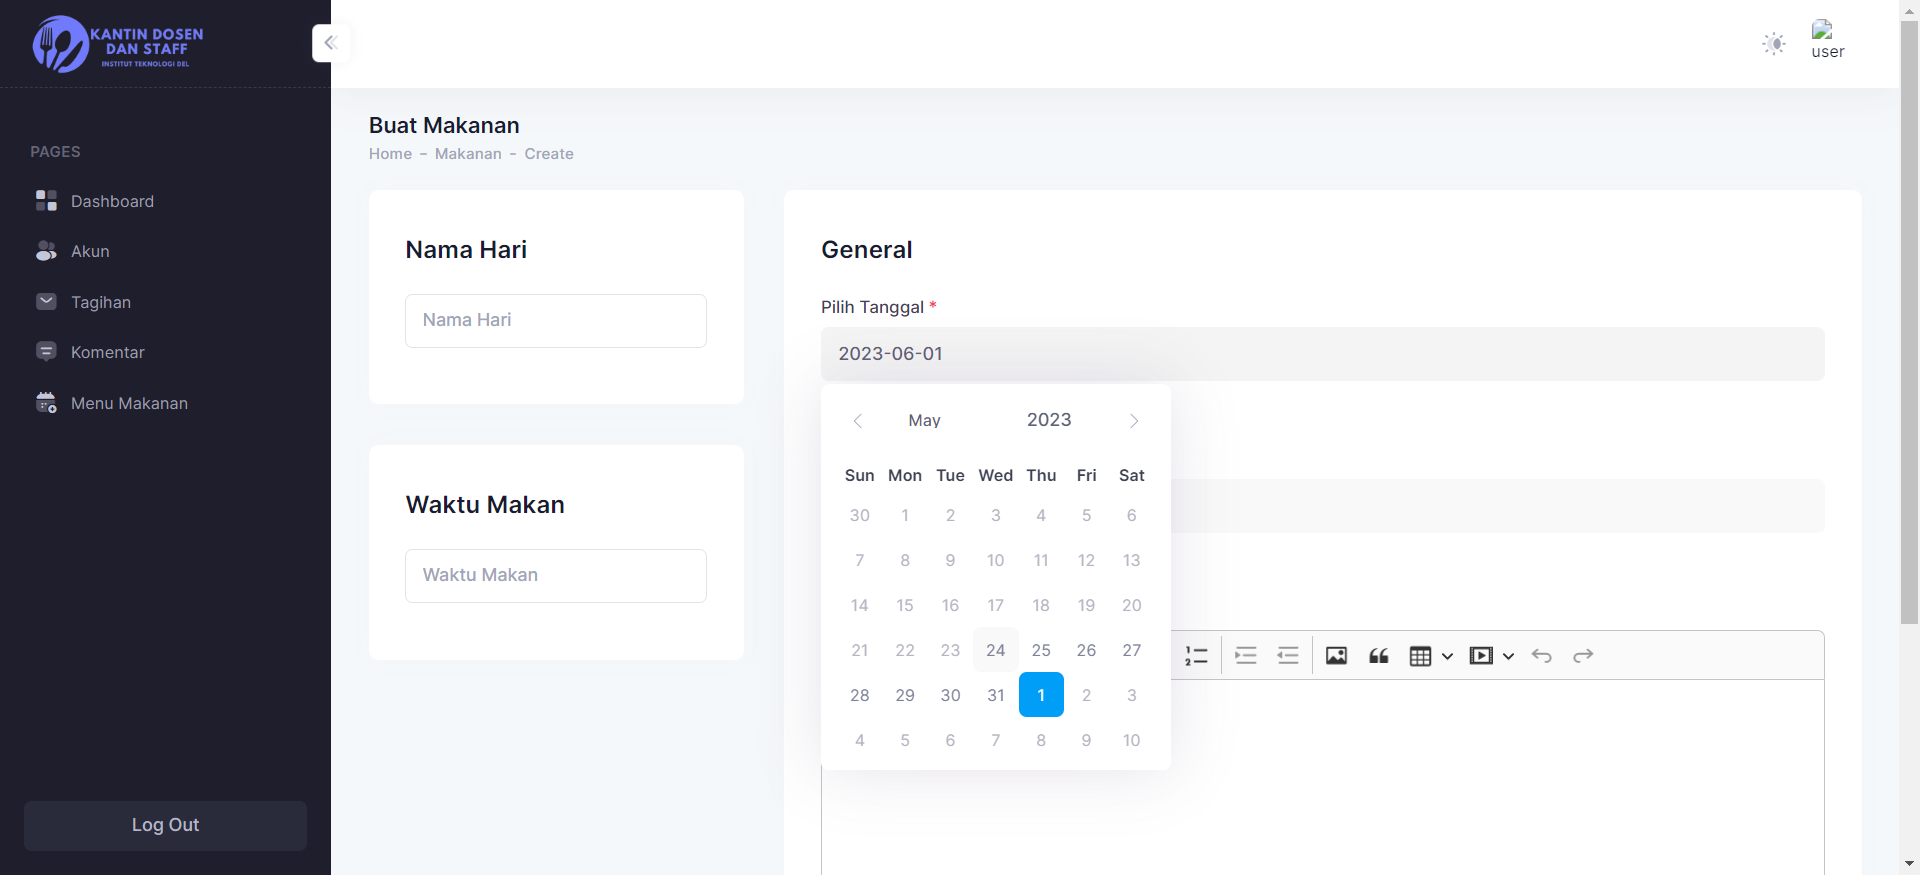 KANTIN DOSEN
DAN STAFF
INSTITUT TEKNOLOGI DEL
user
PAGES
Dashboard
Akun
Tagihan
Komentar
Menu Makanan
Log Out
Buat Makanan
Home - Makanan - Create
Nama Hari
Nama Hari
Waktu Makan
Waktu Makan
General
Pilih Tanggal *
2023-06-01
May 2023
Sun Mon Tue Wed Thu Fri Sat
30 1 2 3 4 5 6
7 8 9 10 11 12 13
14 15 16 17 18 19 20
21 22 23 24 25 26 27
28 29 30 31 1 2 3
4 5 6 7 8 9 10